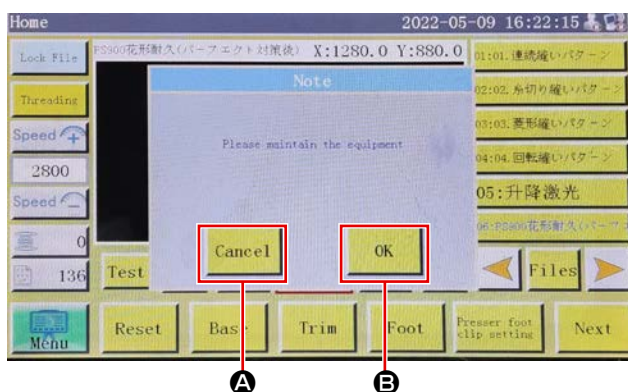 Home 2022-05-09 16:22:15
Lock File
PS900花形耐久(パーフエクト対策後) X:1280.0 Y:880.0
01:01.連続縫いパターン
Note
Threading
02:02.糸切り縫いパターン
Speed
Please maintain the equipment
03:03.菱形縫いパターン
2800
04:04.回転縫いパターン
Speed
05:升降激光
0
Cancel
OK
06:PS900花形耐久(パーフエ
136
Test
Files
Menu
Reset
Base
Trim
Foot
Presser foot
clip setting
Next
A
B